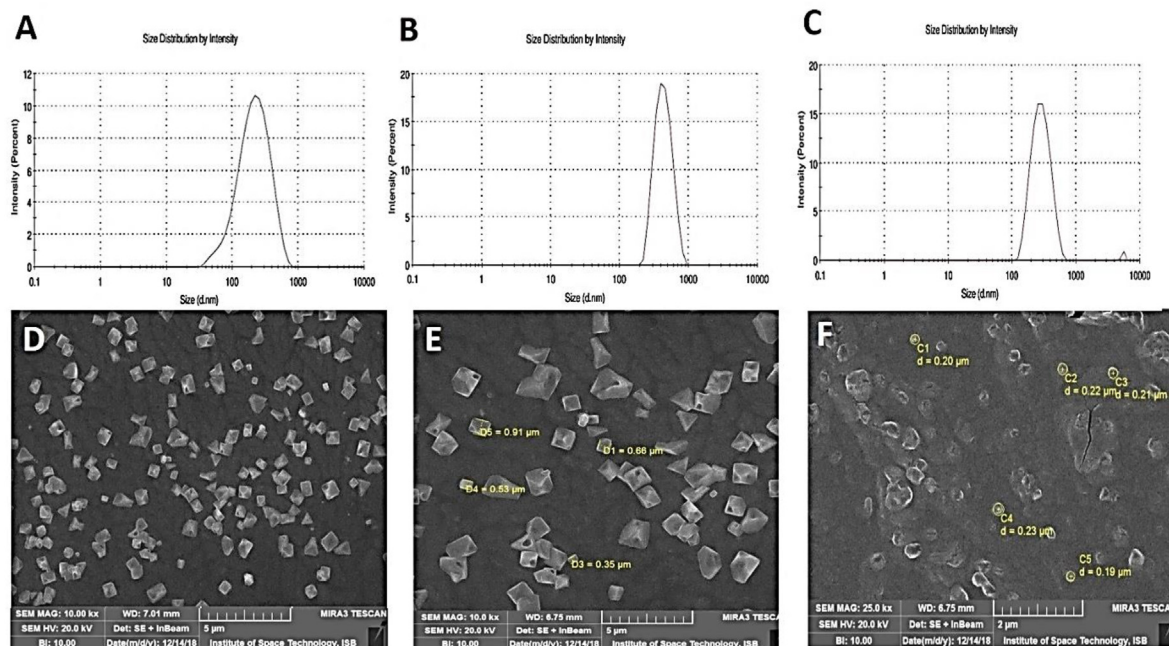 A
Size Distribution by Intensity
Intensity (Percent)
12
10
8
6
4
2
0
0.1 1 10 100 1000 10000
Size (d.nm)
B
Size Distribution by Intensity
Intensity (Percent)
20
15
10
5
0
0.1 1 10 100 1000 10000
Size (d.nm)
C
Size Distribution by Intensity
Intensity (Percent)
20
15
10
5
0
0.1 1 10 100 1000 10000
Size (d.nm)
D
SEM MAG: 10.00 kx WD: 7.01 mm
SEM HV: 20.0 kV Det: SE + InBeam 5 µm MIRA3 TESCAN
BI: 10.00 Date(m/d/y): 12/14/18 Institute of Space Technology, ISB
E
D5 = 0.91 µm
D1 = 0.66 µm
D4 = 0.53 µm
D3 = 0.35 µm
SEM MAG: 10.0 kx WD: 6.75 mm
SEM HV: 20.0 kV Det: SE + InBeam 5 µm MIRA3 TESCAN
BI: 10.00 Date(m/d/y): 12/14/18 Institute of Space Technology, ISB
F
C1
d = 0.20 µm
C2
d = 0.22 µm
C3
d = 0.21 µm
C4
d = 0.23 µm
C5
d = 0.19 µm
SEM MAG: 25.0 kx WD: 6.75 mm
SEM HV: 20.0 kV Det: SE + InBeam 2 µm MIRA3 TESCAN
BI: 10.00 Date(m/d/y): 12/14/18 Institute of Space Technology, ISB